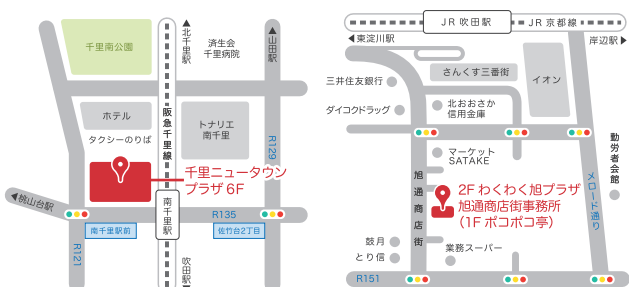 千里南公園
▲北千里駅
済生会
千里病院
▲山田駅
ホテル
タクシーのりば
阪急千里線
トナリエ
南千里
R129
千里ニュータウン
プラザ 6F
◀桃山台駅
南千里駅
R135
南千里駅前
佐竹台2丁目
R121
吹田駅▼
JR吹田駅
JR京都線
◀東淀川駅
岸辺駅▶
さんくす三番街
イオン
三井住友銀行
ダイコクドラッグ
北おおさか
信用金庫
マーケット
SATAKE
勤労者会館
旭通商店街
2F わくわく旭プラザ
旭通商店街事務所
(1F ポコポコ亭)
メロード通り
鼓月
とり信
業務スーパー
R151